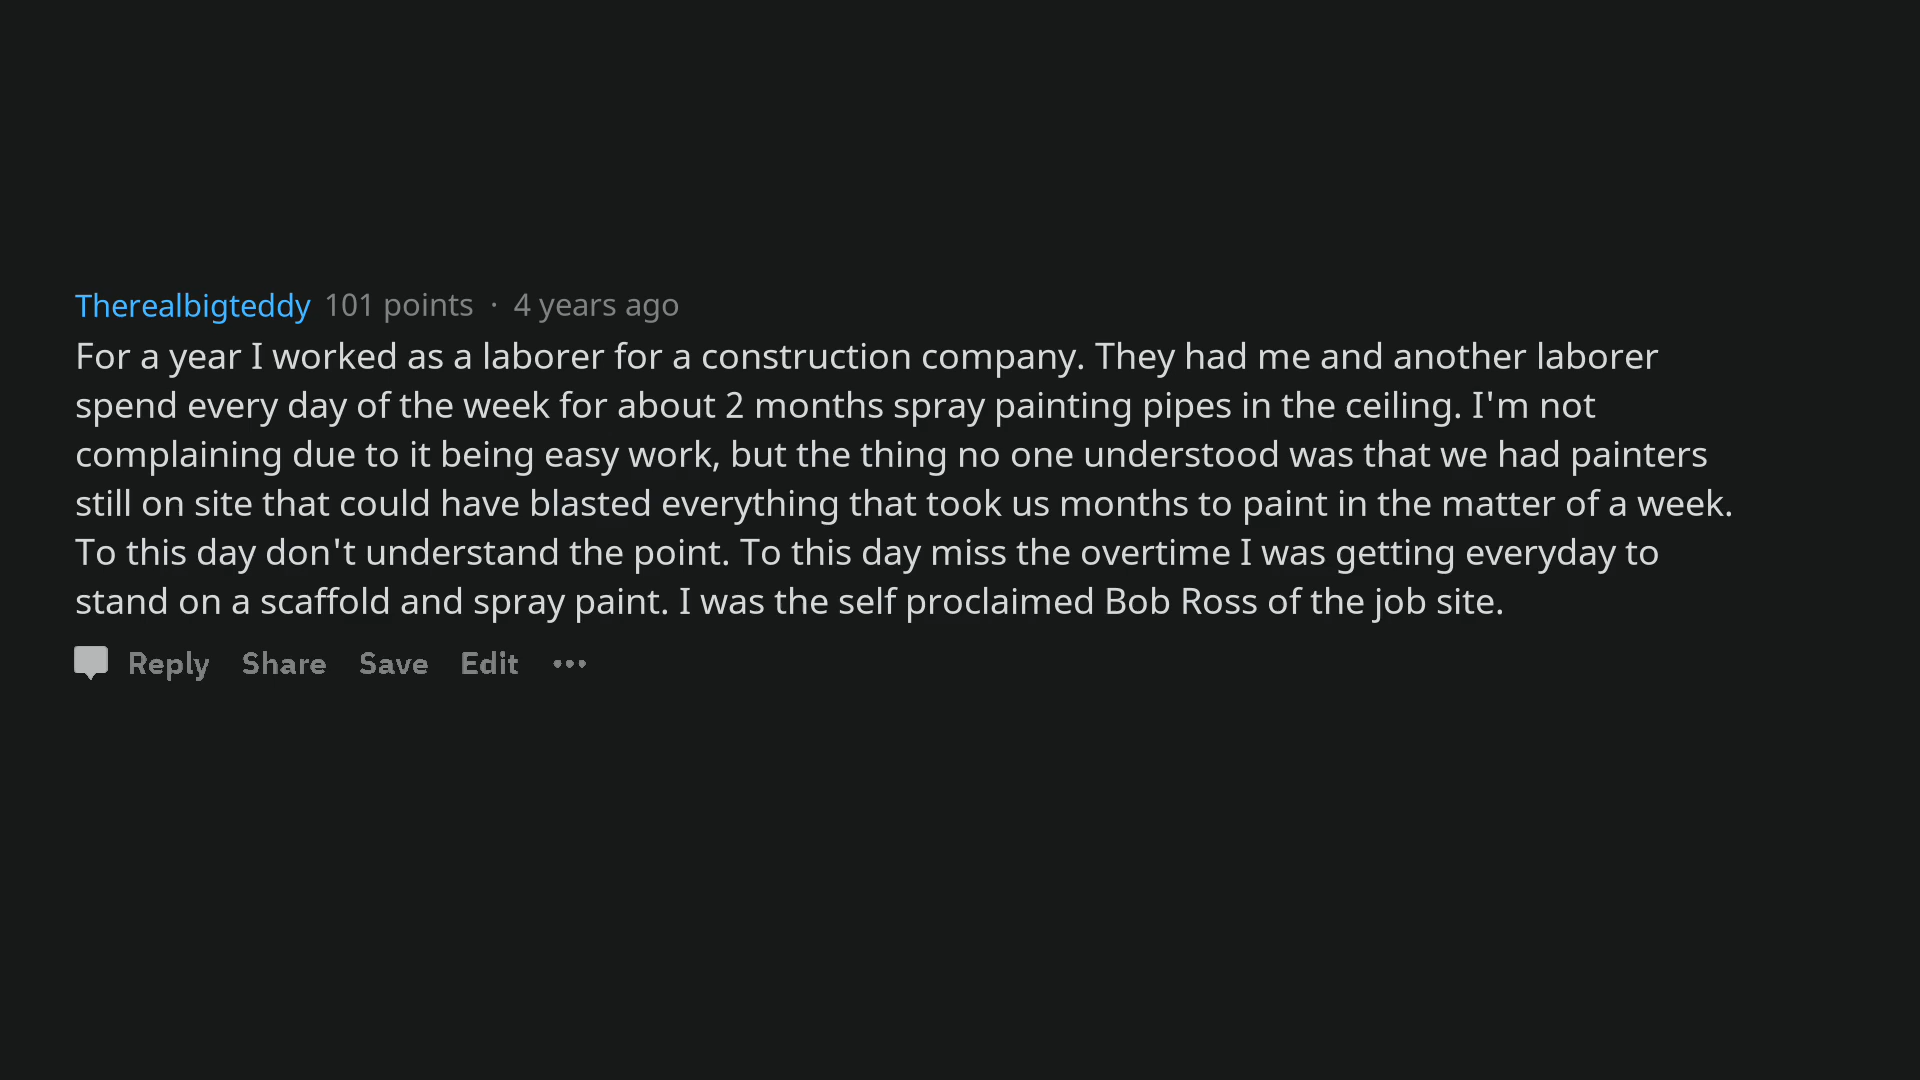 Therealbigteddy 101 points · 4 years ago
For a year I worked as a laborer for a construction company. They had me and another laborer
spend every day of the week for about 2 months spray painting pipes in the ceiling. I'm not
complaining due to it being easy work, but the thing no one understood was that we had painters
still on site that could have blasted everything that took us months to paint in the matter of a week.
To this day don't understand the point. To this day miss the overtime I was getting everyday to
stand on a scaffold and spray paint. I was the self proclaimed Bob Ross of the job site.
Reply Share Save Edit •••